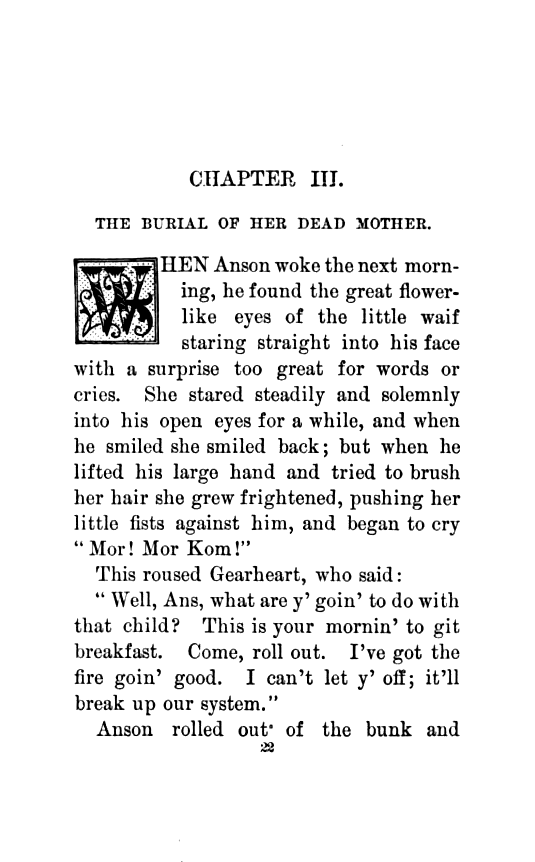 CHAPTER III.
THE BURIAL OF HER DEAD MOTHER.
WHEN Anson woke the next morn-
ing, he found the great flower-
like eyes of the little waif
staring straight into his face
with a surprise too great for words or
cries. She stared steadily and solemnly
into his open eyes for a while, and when
he smiled she smiled back; but when he
lifted his large hand and tried to brush
her hair she grew frightened, pushing her
little fists against him, and began to cry
“Mor! Mor Kom!”
This roused Gearheart, who said:
“Well, Ans, what are y’ goin’ to do with
that child? This is your mornin’ to git
breakfast. Come, roll out. I’ve got the
fire goin’ good. I can’t let y’ off; it’ll
break up our system.”
Anson rolled out of the bunk and
22